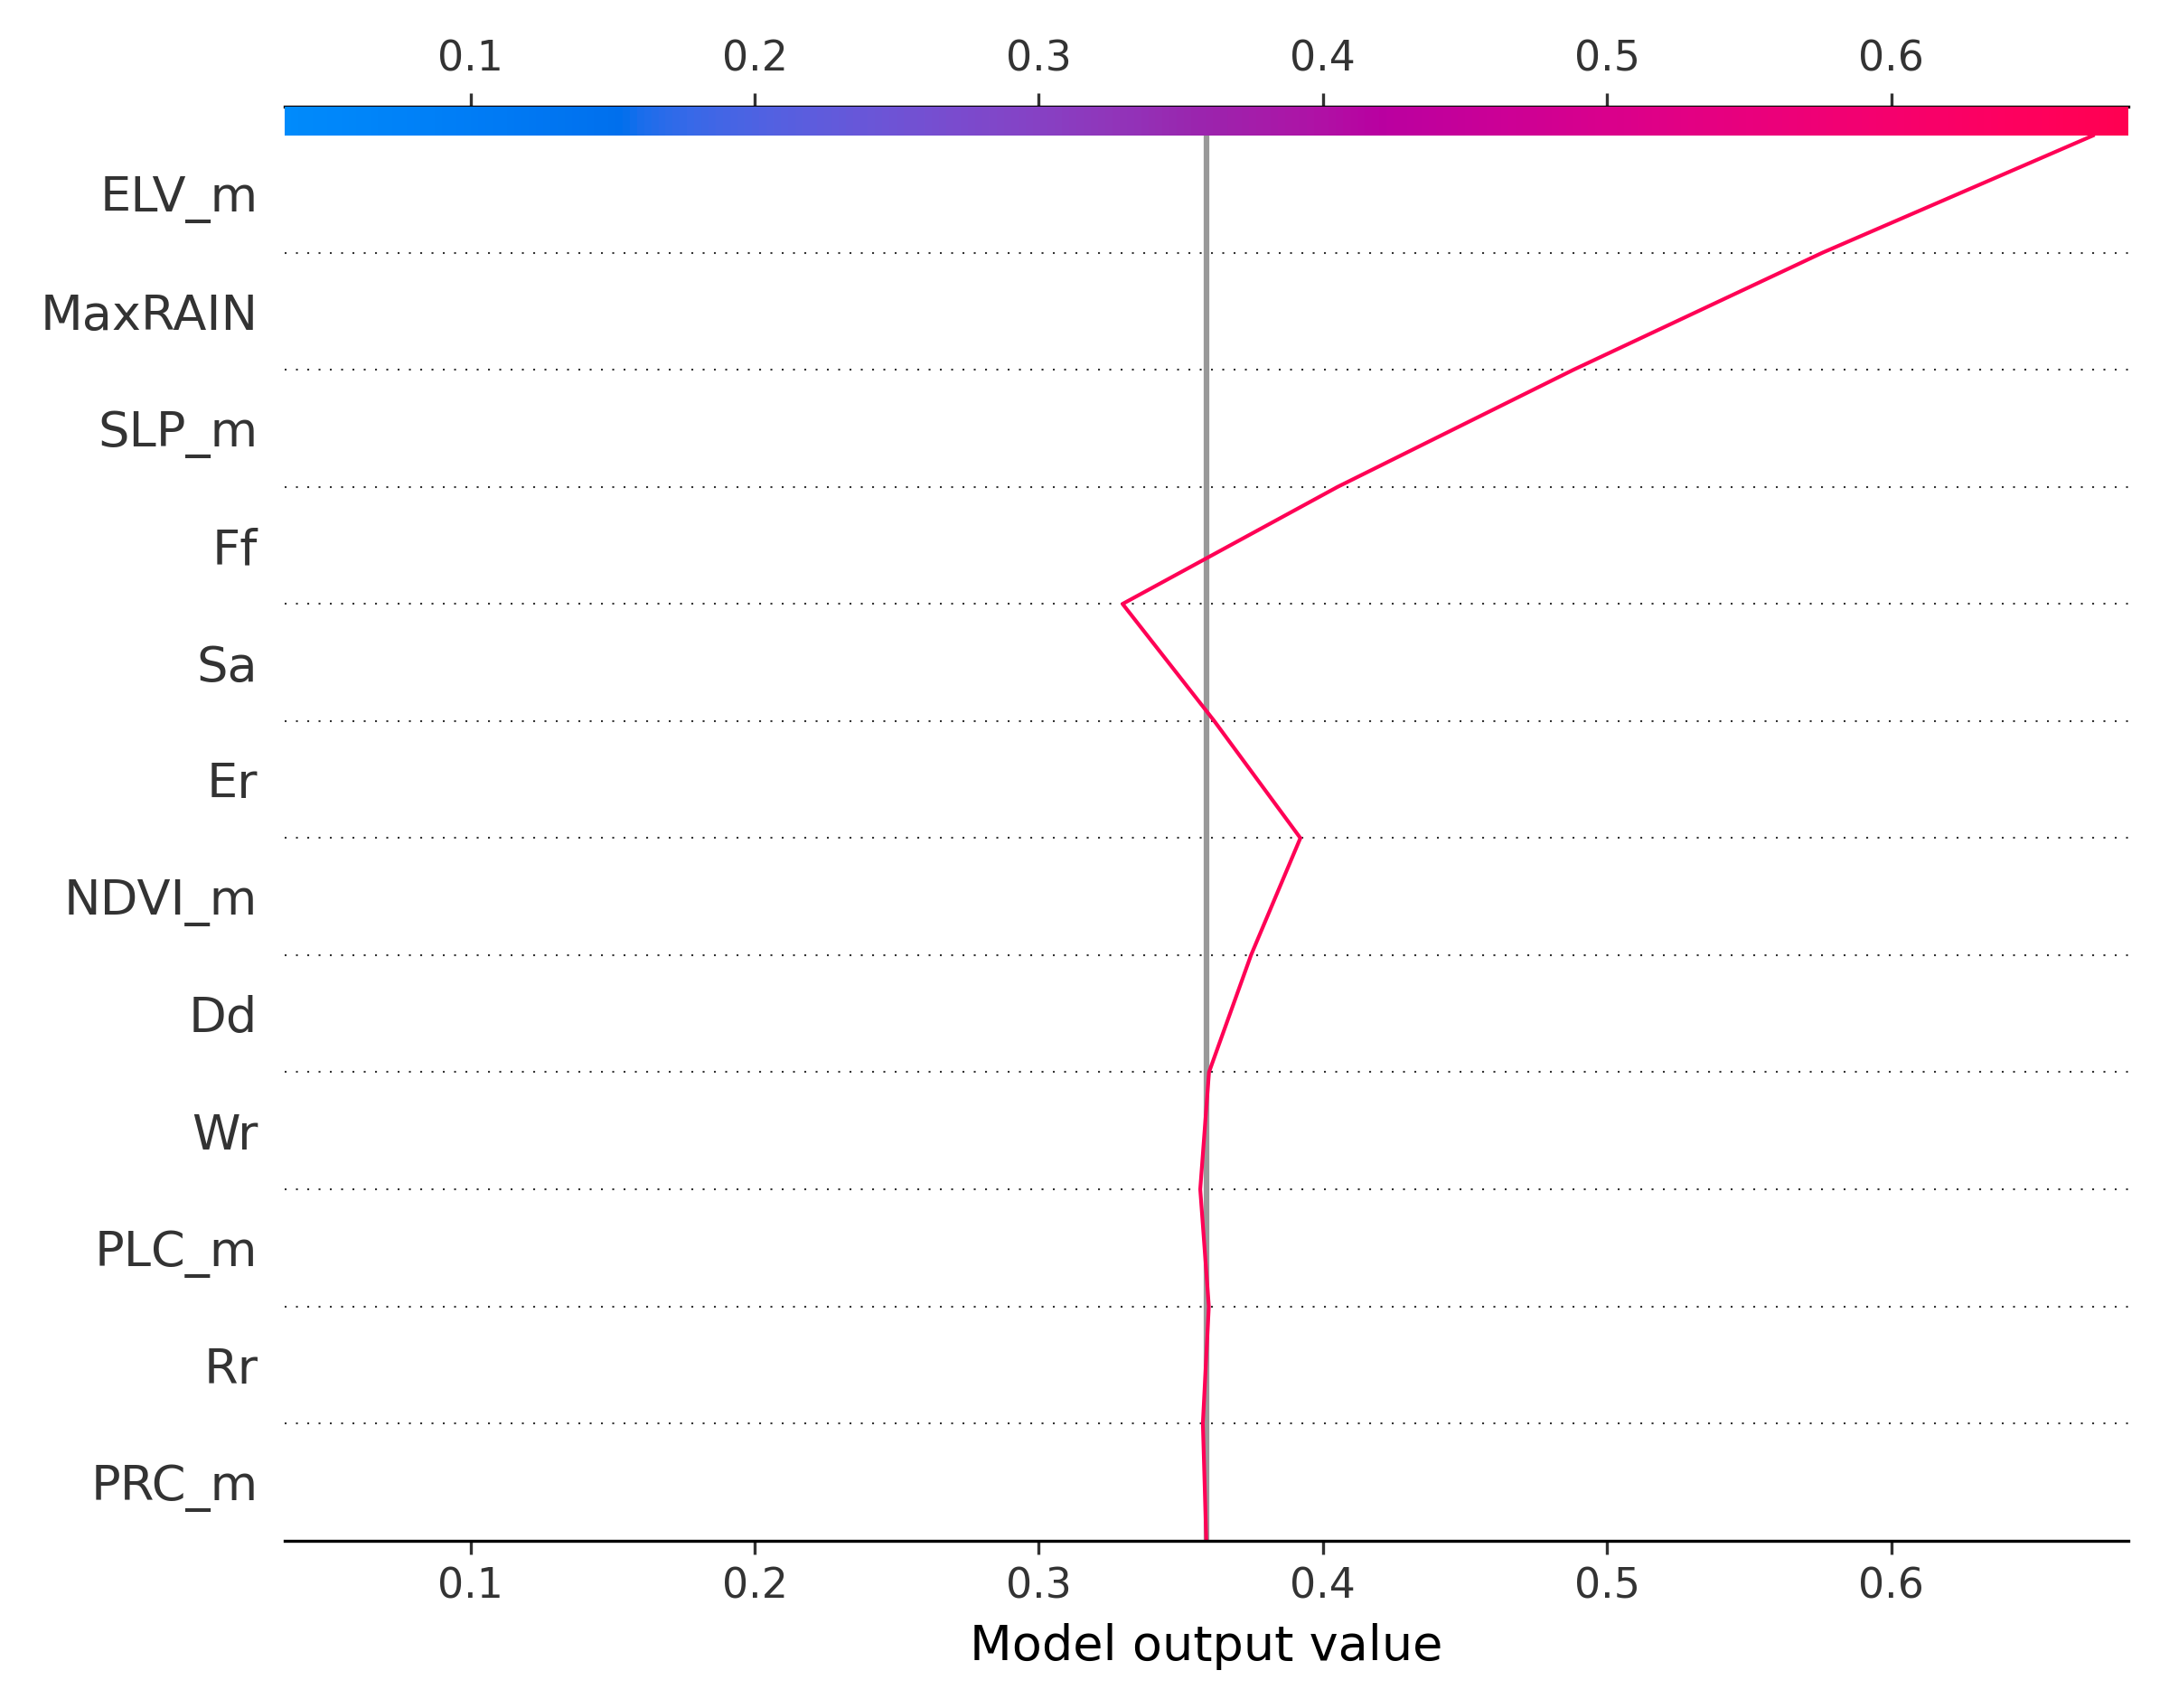 0.1 0.2 0.3 0.4 0.5 0.6
ELV_m
MaxRAIN
SLP_m
Ff
Sa
Er
NDVI_m
Dd
Wr
PLC_m
Rr
PRC_m
0.1 0.2 0.3 0.4 0.5 0.6
Model output value